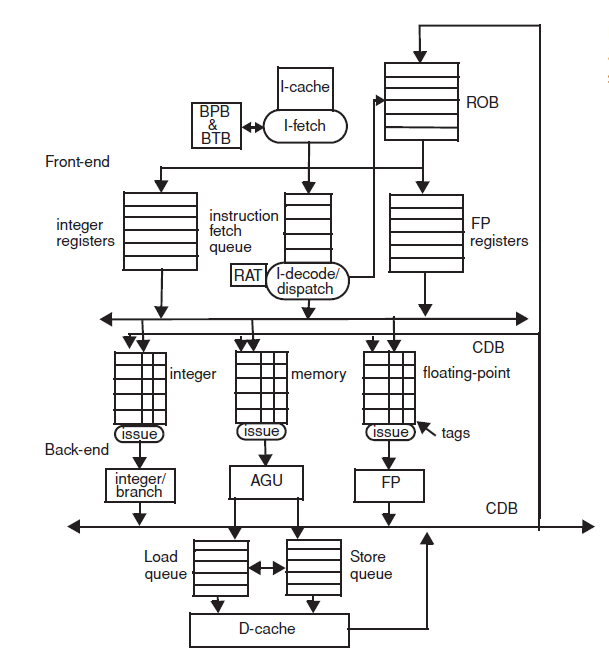 I-cache
ROB
BPB
&
BTB
I-fetch
Front-end
integer
registers
instruction
fetch
queue
FP
registers
RAT
I-decode/
dispatch
CDB
integer
memory
floating-point
issue
issue
issue
tags
Back-end
integer/
branch
AGU
FP
CDB
Load
queue
Store
queue
D-cache